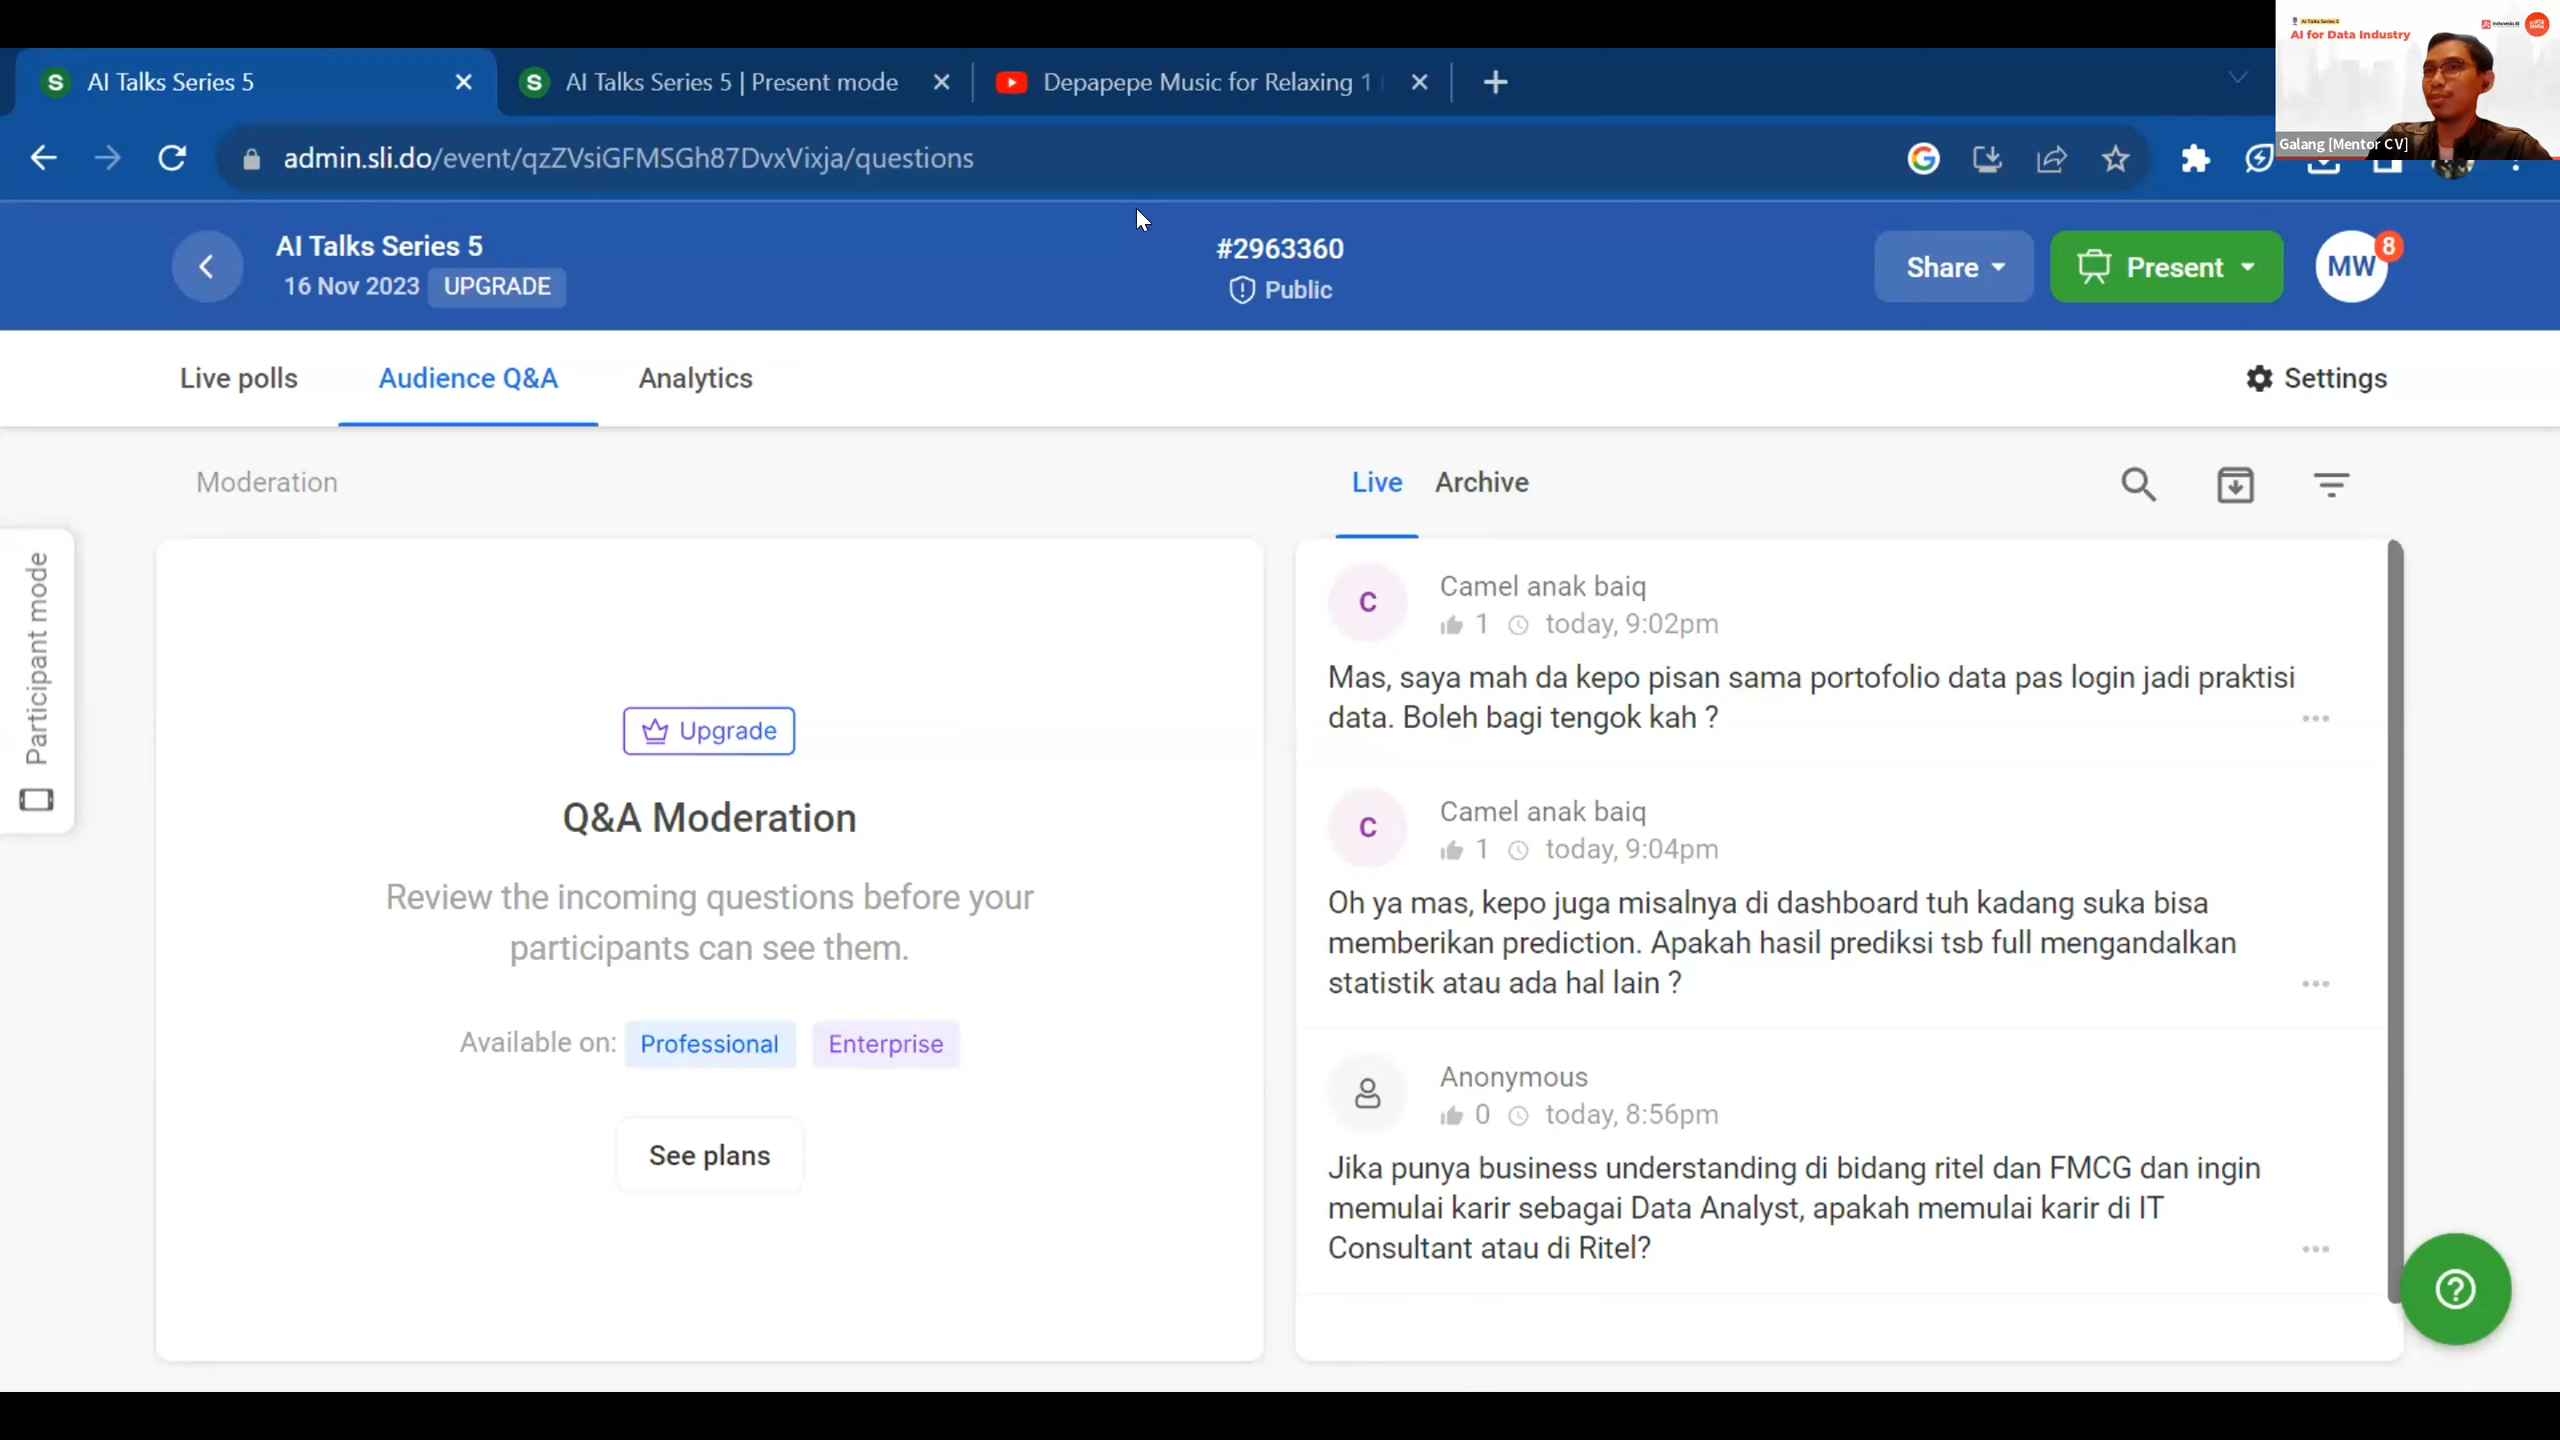 AI Talks Series 5
AI Talks Series 5 | Present mode
Depapepe Music for Relaxing 1
admin.sli.do/event/qzZVsiGFMSGh87DvxVixja/questions
AI Talks Series 5
AI for Data Industry
Galang [Mentor CV]
AI Talks Series 5
16 Nov 2023 UPGRADE
#2963360
Public
Share
Present
MW
8
Live polls
Audience Q&A
Analytics
Settings
Participant mode
Moderation
Upgrade
Q&A Moderation
Review the incoming questions before your
participants can see them.
Available on: Professional Enterprise
See plans
Live
Archive
C
Camel anak baiq
1 today, 9:02pm
Mas, saya mah da kepo pisan sama portofolio data pas login jadi praktisi
data. Boleh bagi tengok kah ?
C
Camel anak baiq
1 today, 9:04pm
Oh ya mas, kepo juga misalnya di dashboard tuh kadang suka bisa
memberikan prediction. Apakah hasil prediksi tsb full mengandalkan
statistik atau ada hal lain ?
Anonymous
0 today, 8:56pm
Jika punya business understanding di bidang ritel dan FMCG dan ingin
memulai karir sebagai Data Analyst, apakah memulai karir di IT
Consultant atau di Ritel?